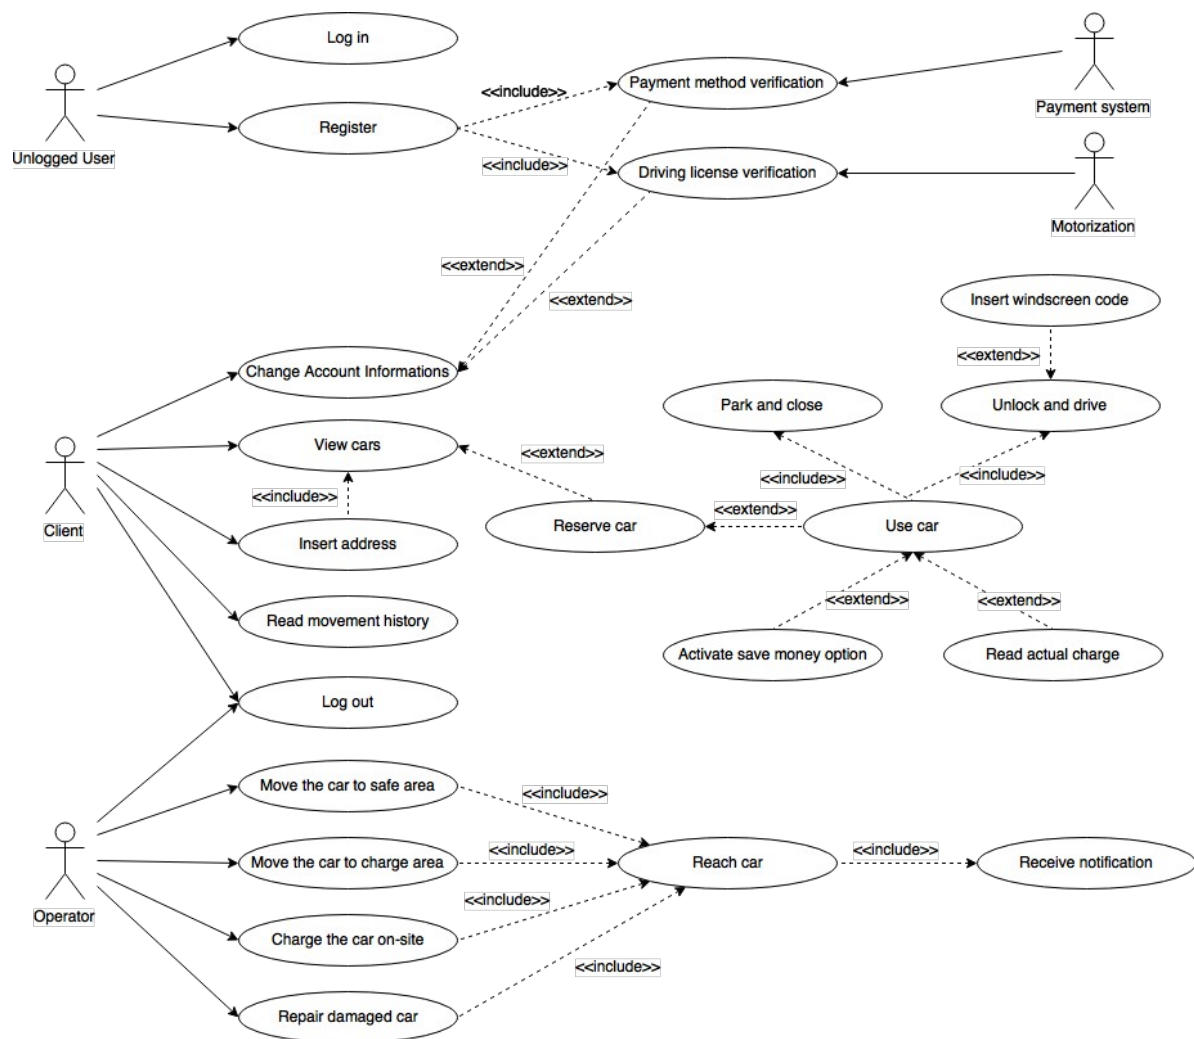 Log in
Payment method verification
Payment system
<<include>>
Register
Unlogged User
<<include>>
Driving license verification
Motorization
<<extend>>
<<extend>>
Insert windscreen code
<<extend>>
Change Account Informations
Park and close
Unlock and drive
View cars
<<extend>>
<<include>>
<<include>>
<<include>>
Client
Insert address
Reserve car
<<extend>>
Use car
<<extend>>
<<extend>>
Read movement history
Activate save money option
Read actual charge
Log out
Move the car to safe area
<<include>>
Move the car to charge area
<<include>>
Reach car
<<include>>
Receive notification
Operator
<<include>>
Charge the car on-site
<<include>>
Repair damaged car